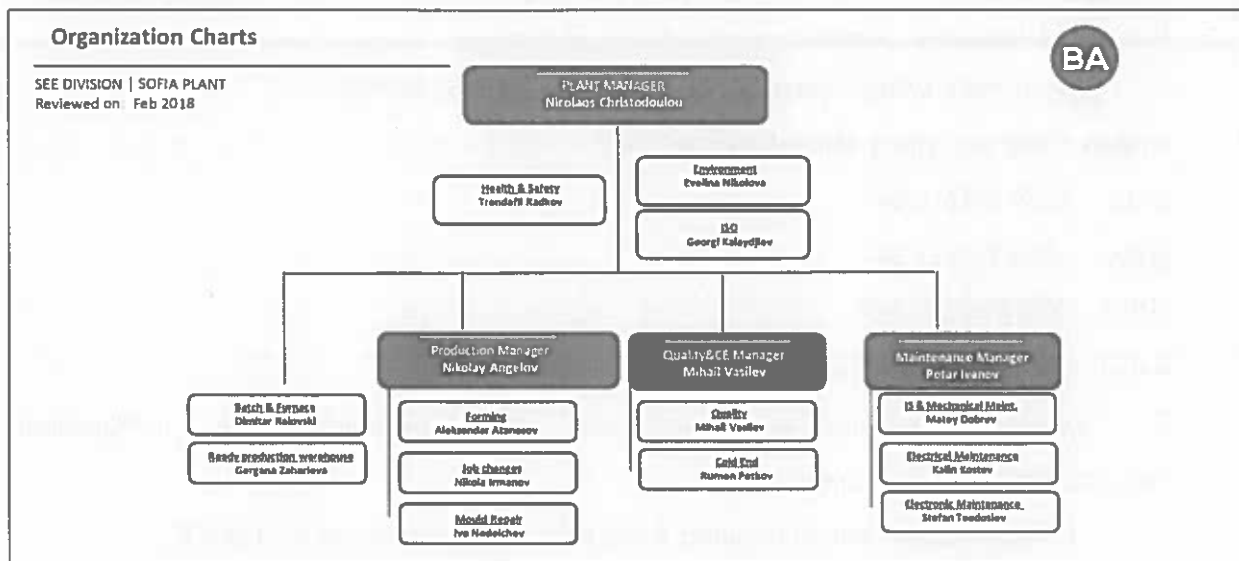 Organization Charts
BA
SEE DIVISION | SOFIA PLANT
Reviewed on: Feb 2018
PLANT MANAGER
Nicolaos Christodoulou
Health & Safety
Trendafil Radkov
Environment
Evelina Nikolova
ISO
Georgi Kaleydjiev
Production Manager
Nikolay Angelov
Quality&CE Manager
Mihail Vasilev
Maintenance Manager
Petar Ivanov
Batch & Furnace
Dimitar Rakovski
Ready production warehouse
Gergana Zaharieva
Forming
Aleksandar Atanasov
Job changes
Nikola Irmanov
Mould Repair
Ivo Nedelchev
Quality
Mihail Vasilev
Cold End
Rumen Petkov
IS & Mechanical Maint.
Matey Dobrev
Electrical Maintenance
Kalin Kostov
Electronic Maintenance
Stefan Teodosiev